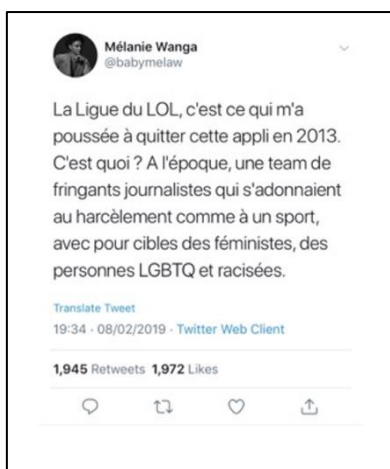 Mélanie Wanga
@babymelaw
La Ligue du LOL, c'est ce qui m'a
poussée à quitter cette appli en 2013.
C'est quoi ? A l'époque, une team de
fringants journalistes qui s'adonnaient
au harcèlement comme à un sport,
avec pour cibles des féministes, des
personnes LGBTQ et racisées.
Translate Tweet
19:34 · 08/02/2019 · Twitter Web Client
1,945 Retweets 1,972 Likes